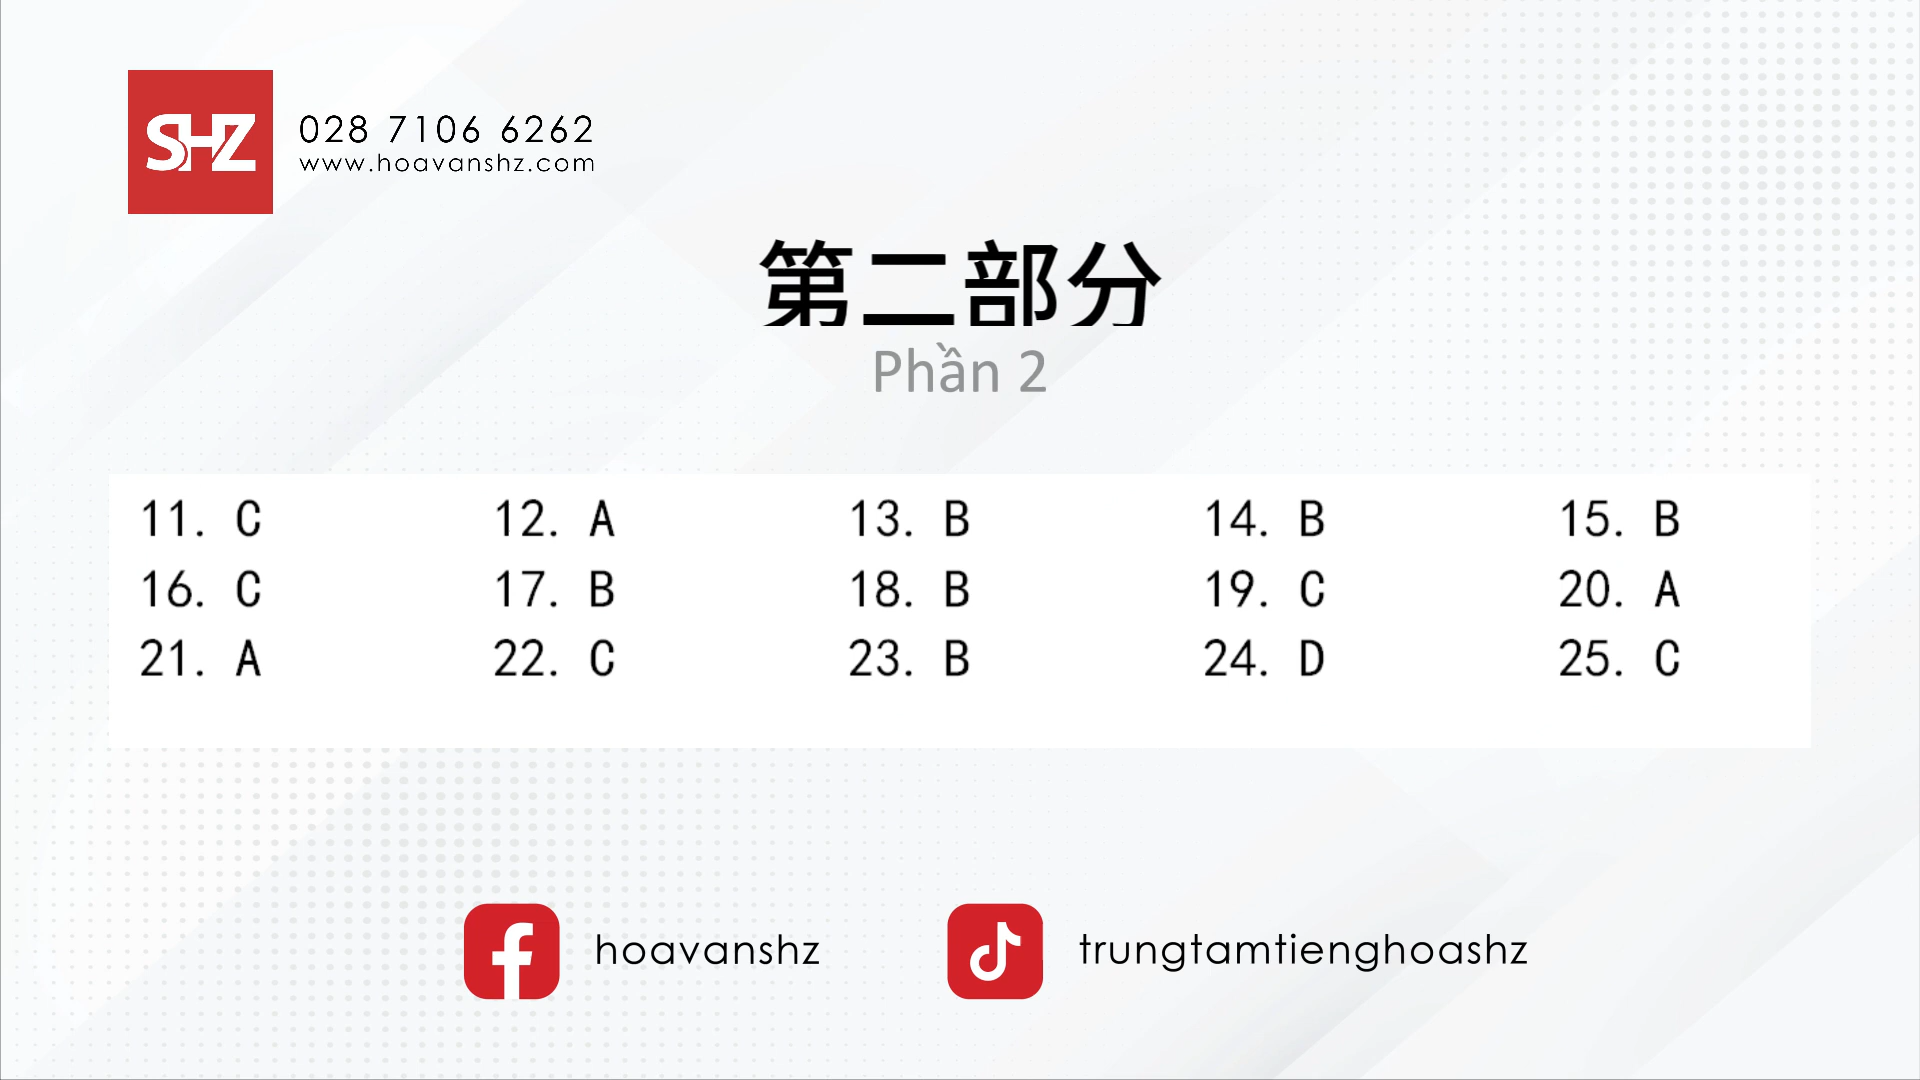 SHZ
028 7106 6262
www.hoavanshz.com
第二部分
Phần 2
11. C 12. A 13. B 14. B 15. B
16. C 17. B 18. B 19. C 20. A
21. A 22. C 23. B 24. D 25. C
hoavanshz trungtamtienghoashz